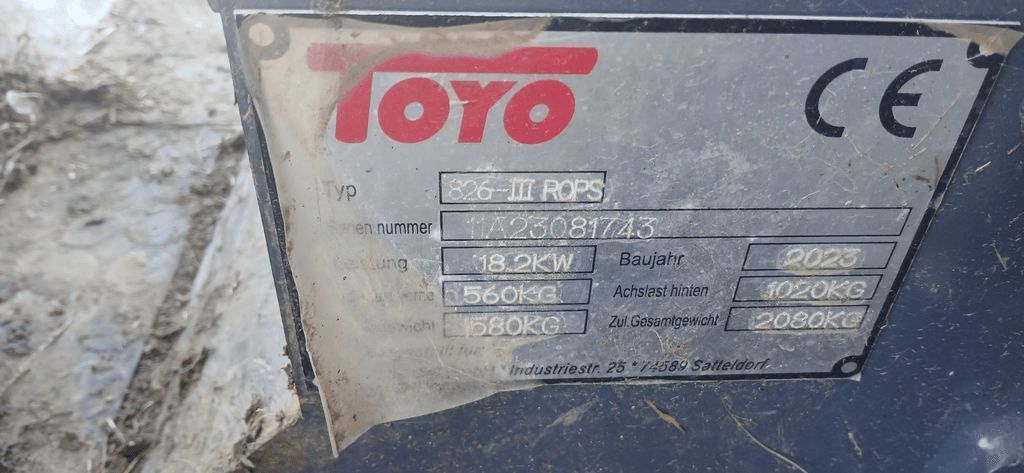 TOYO
CE
Typ 826-III ROPS
nummer 11A23081743
18.2KW Baujahr 2023
560KG Achslast hinten 1020KG
1580KG Zul.Gesamtgewicht 2080KG
*Industriestr. 25 * 74589 Satteldorf